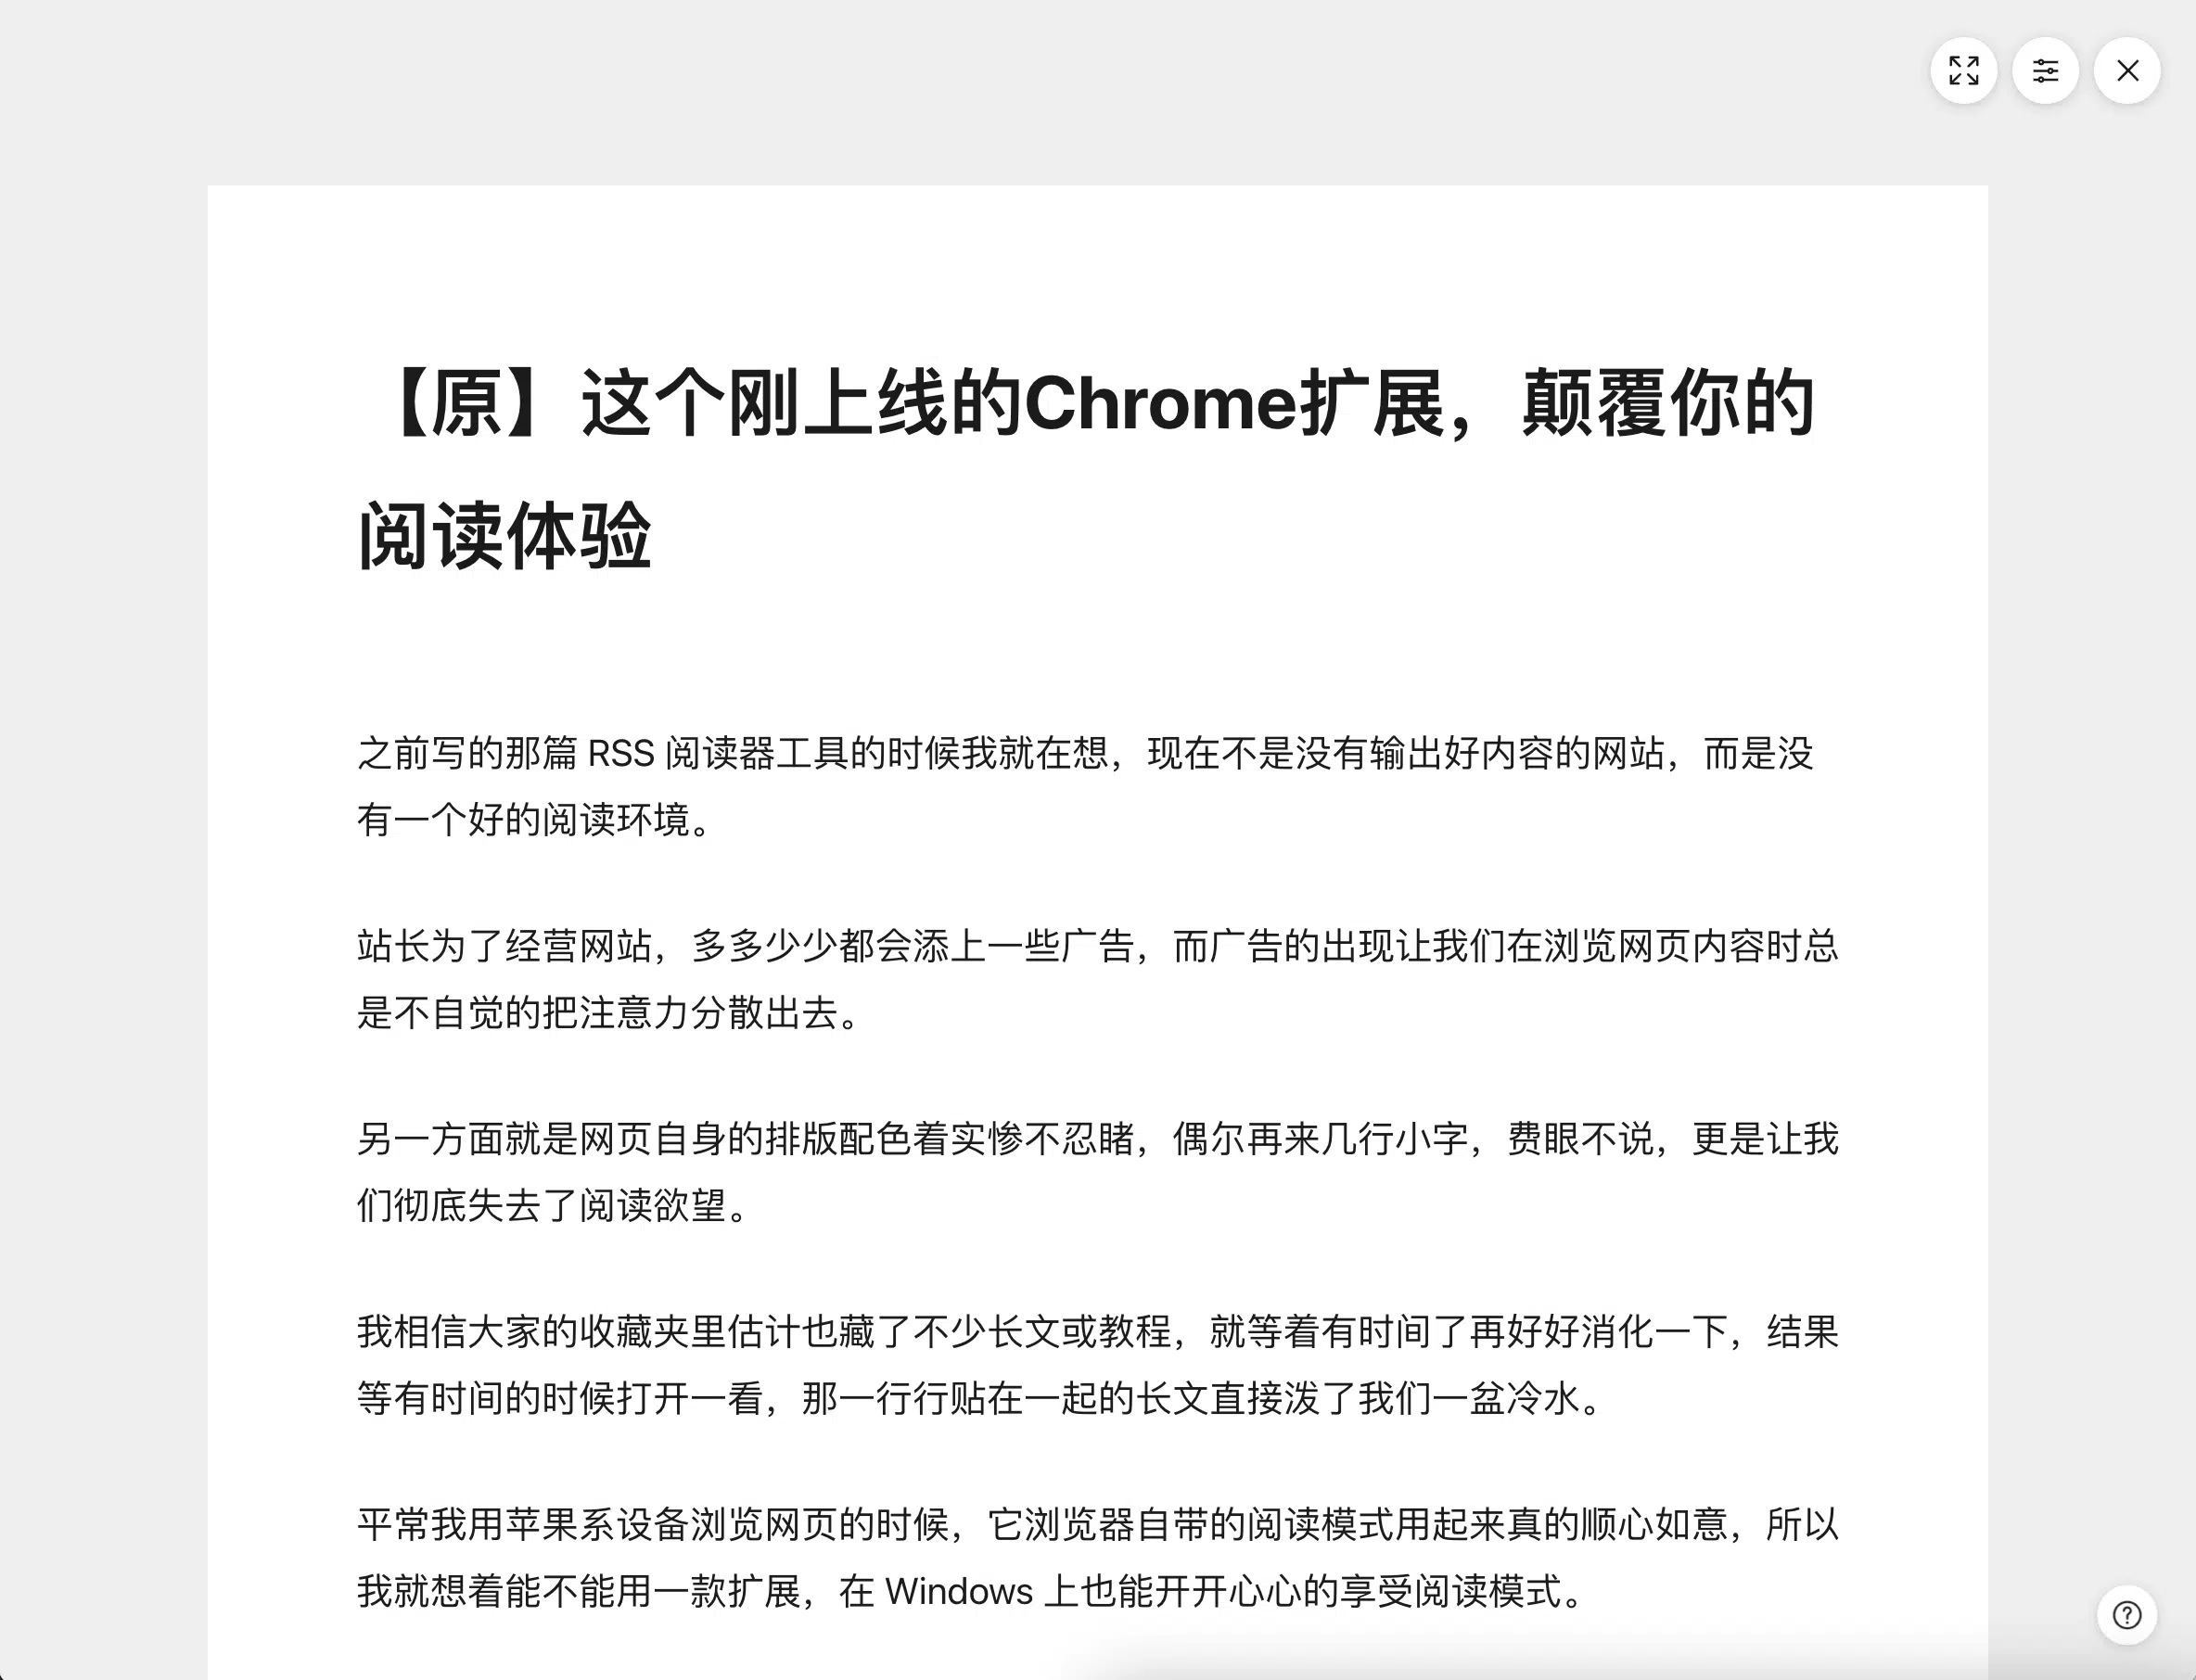 【原】这个刚上线的Chrome扩展，颠覆你的
阅读体验
之前写的那篇 RSS 阅读器工具的时候我就在想，现在不是没有输出好内容的网站，而是没
有一个好的阅读环境。
站长为了经营网站，多多少少都会添上一些广告，而广告的出现让我们在浏览网页内容时总
是不自觉的把注意力分散出去。
另一方面就是网页自身的排版配色着实惨不忍睹，偶尔再来几行小字，费眼不说，更是让我
们彻底失去了阅读欲望。
我相信大家的收藏夹里估计也藏了不少长文或教程，就等着有时间了再好好消化一下，结果
等有时间的时候打开一看，那一行行贴在一起的长文直接泼了我们一盆冷水。
平常我用苹果系设备浏览网页的时候，它浏览器自带的阅读模式用起来真的顺心如意，所以
我就想着能不能用一款扩展，在 Windows 上也能开开心心的享受阅读模式。